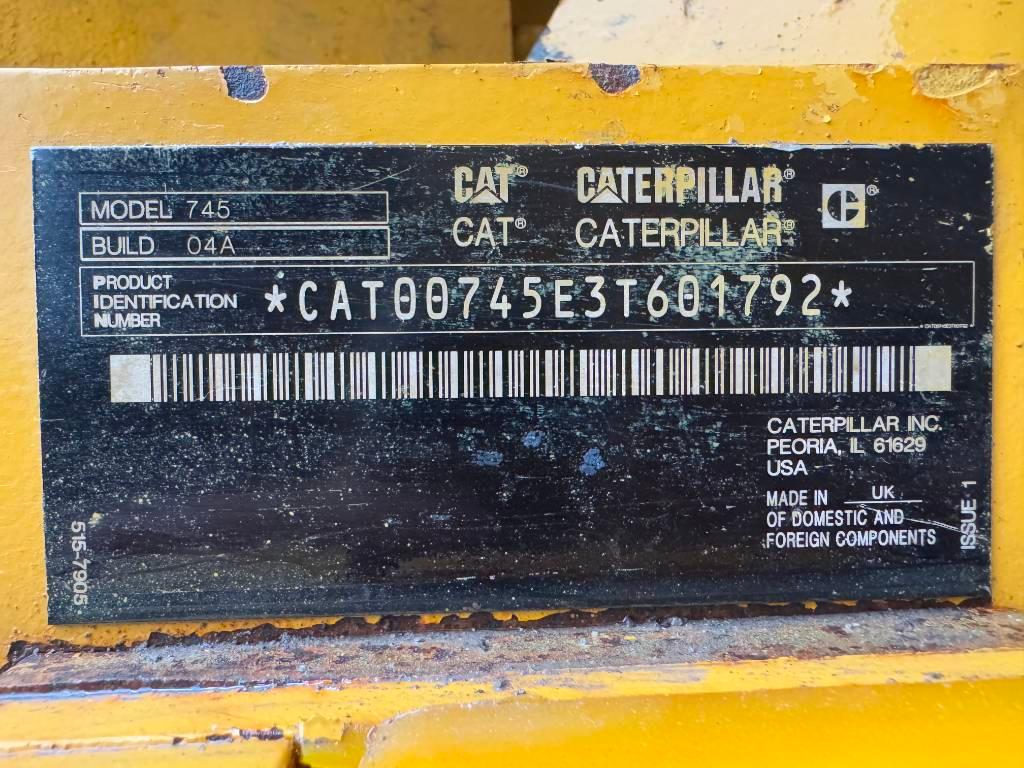 MODEL 745
BUILD 04A
CAT® CATERPILLAR® ®
CAT® CATERPILLAR®
PRODUCT
IDENTIFICATION
NUMBER
*CAT00745E3T601792*
CATERPILLAR INC.
PEORIA, IL 61629
USA
MADE IN UK
OF DOMESTIC AND
FOREIGN COMPONENTS
ISSUE 1
515-7905